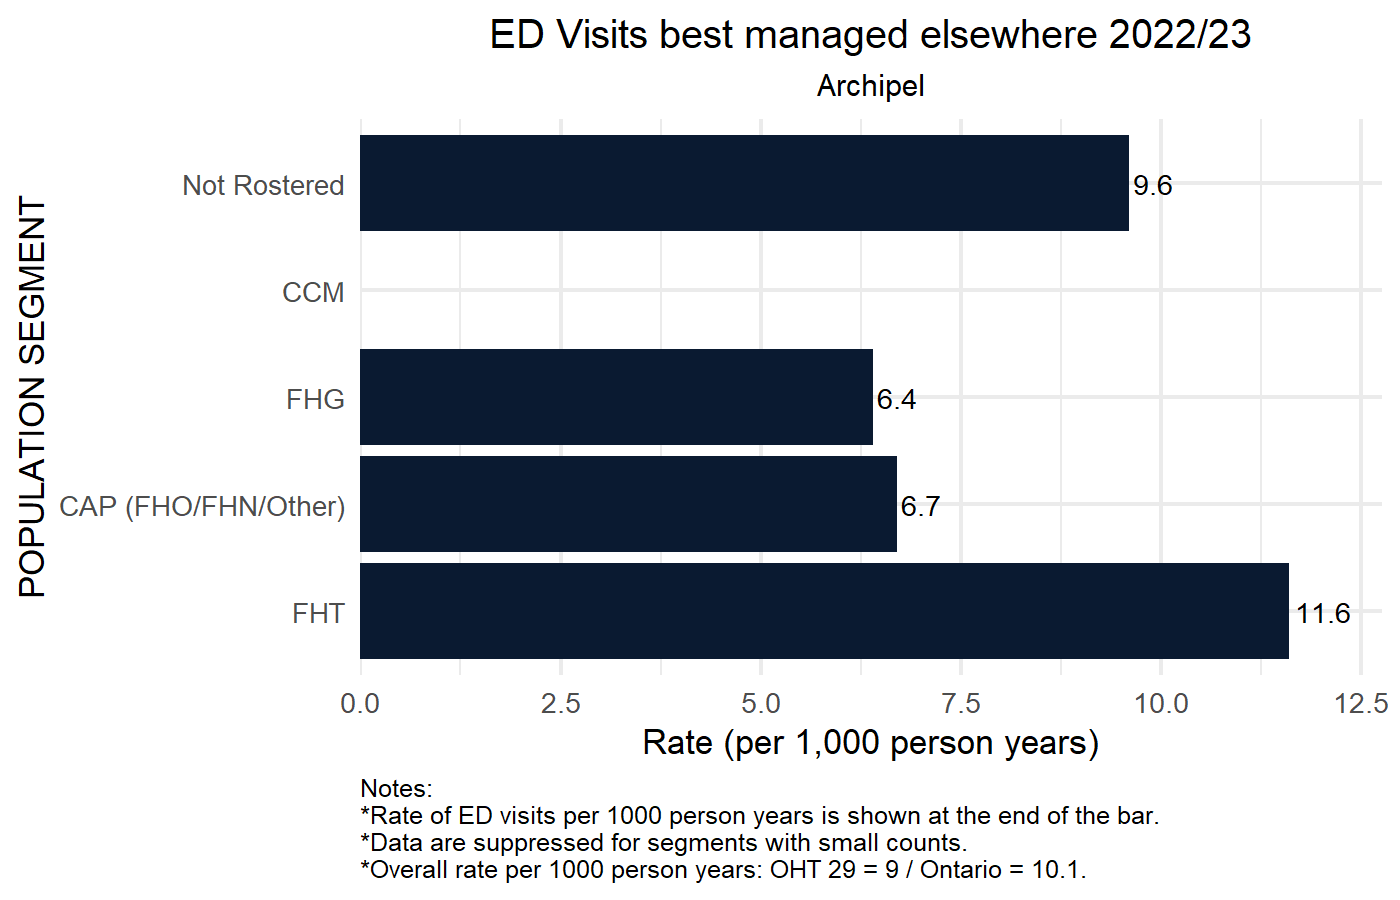 ED Visits best managed elsewhere 2022/23
Archipel
POPULATION SEGMENT
Not Rostered
9.6
CCM
FHG
6.4
CAP (FHO/FHN/Other)
6.7
FHT
11.6
0.0 2.5 5.0 7.5 10.0 12.5
Rate (per 1,000 person years)
Notes:
*Rate of ED visits per 1000 person years is shown at the end of the bar.
*Data are suppressed for segments with small counts.
*Overall rate per 1000 person years: OHT 29 = 9 / Ontario = 10.1.